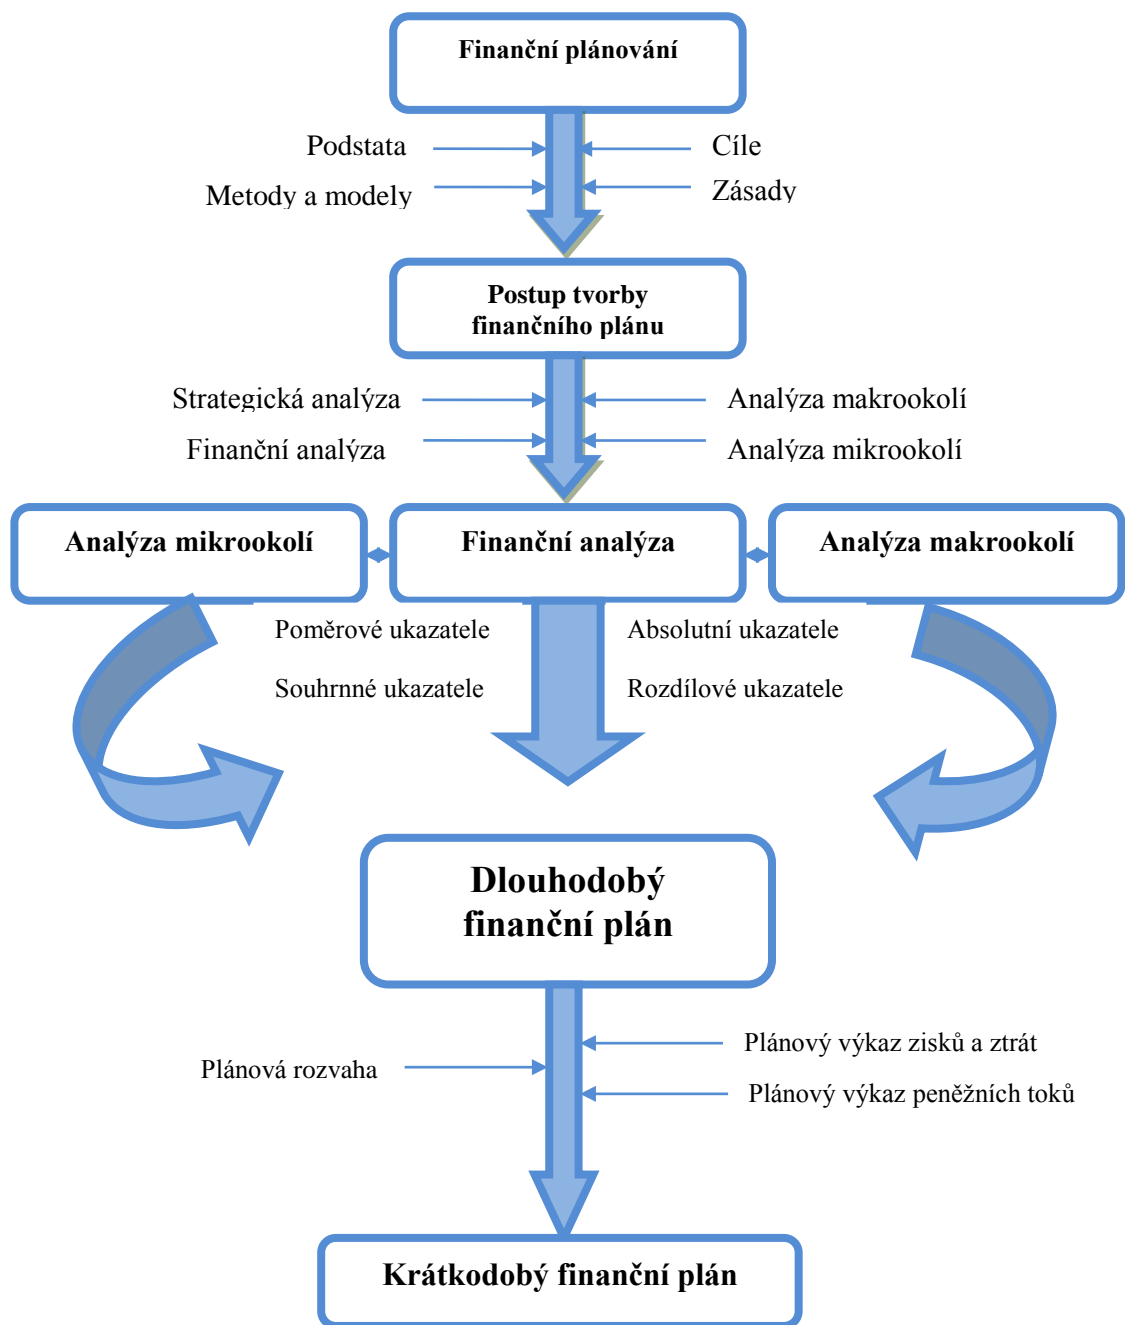 Finanční plánování
Podstata
Cíle
Metody a modely
Zásady
Postup tvorby
finančního plánu
Strategická analýza
Analýza makrookolí
Finanční analýza
Analýza mikrookolí
Analýza mikrookolí
Finanční analýza
Analýza makrookolí
Poměrové ukazatele
Absolutní ukazatele
Souhrnné ukazatele
Rozdílové ukazatele
Dlouhodobý
finanční plán
Plánový výkaz zisků a ztrát
Plánová rozvaha
Plánový výkaz peněžních toků
Krátkodobý finanční plán